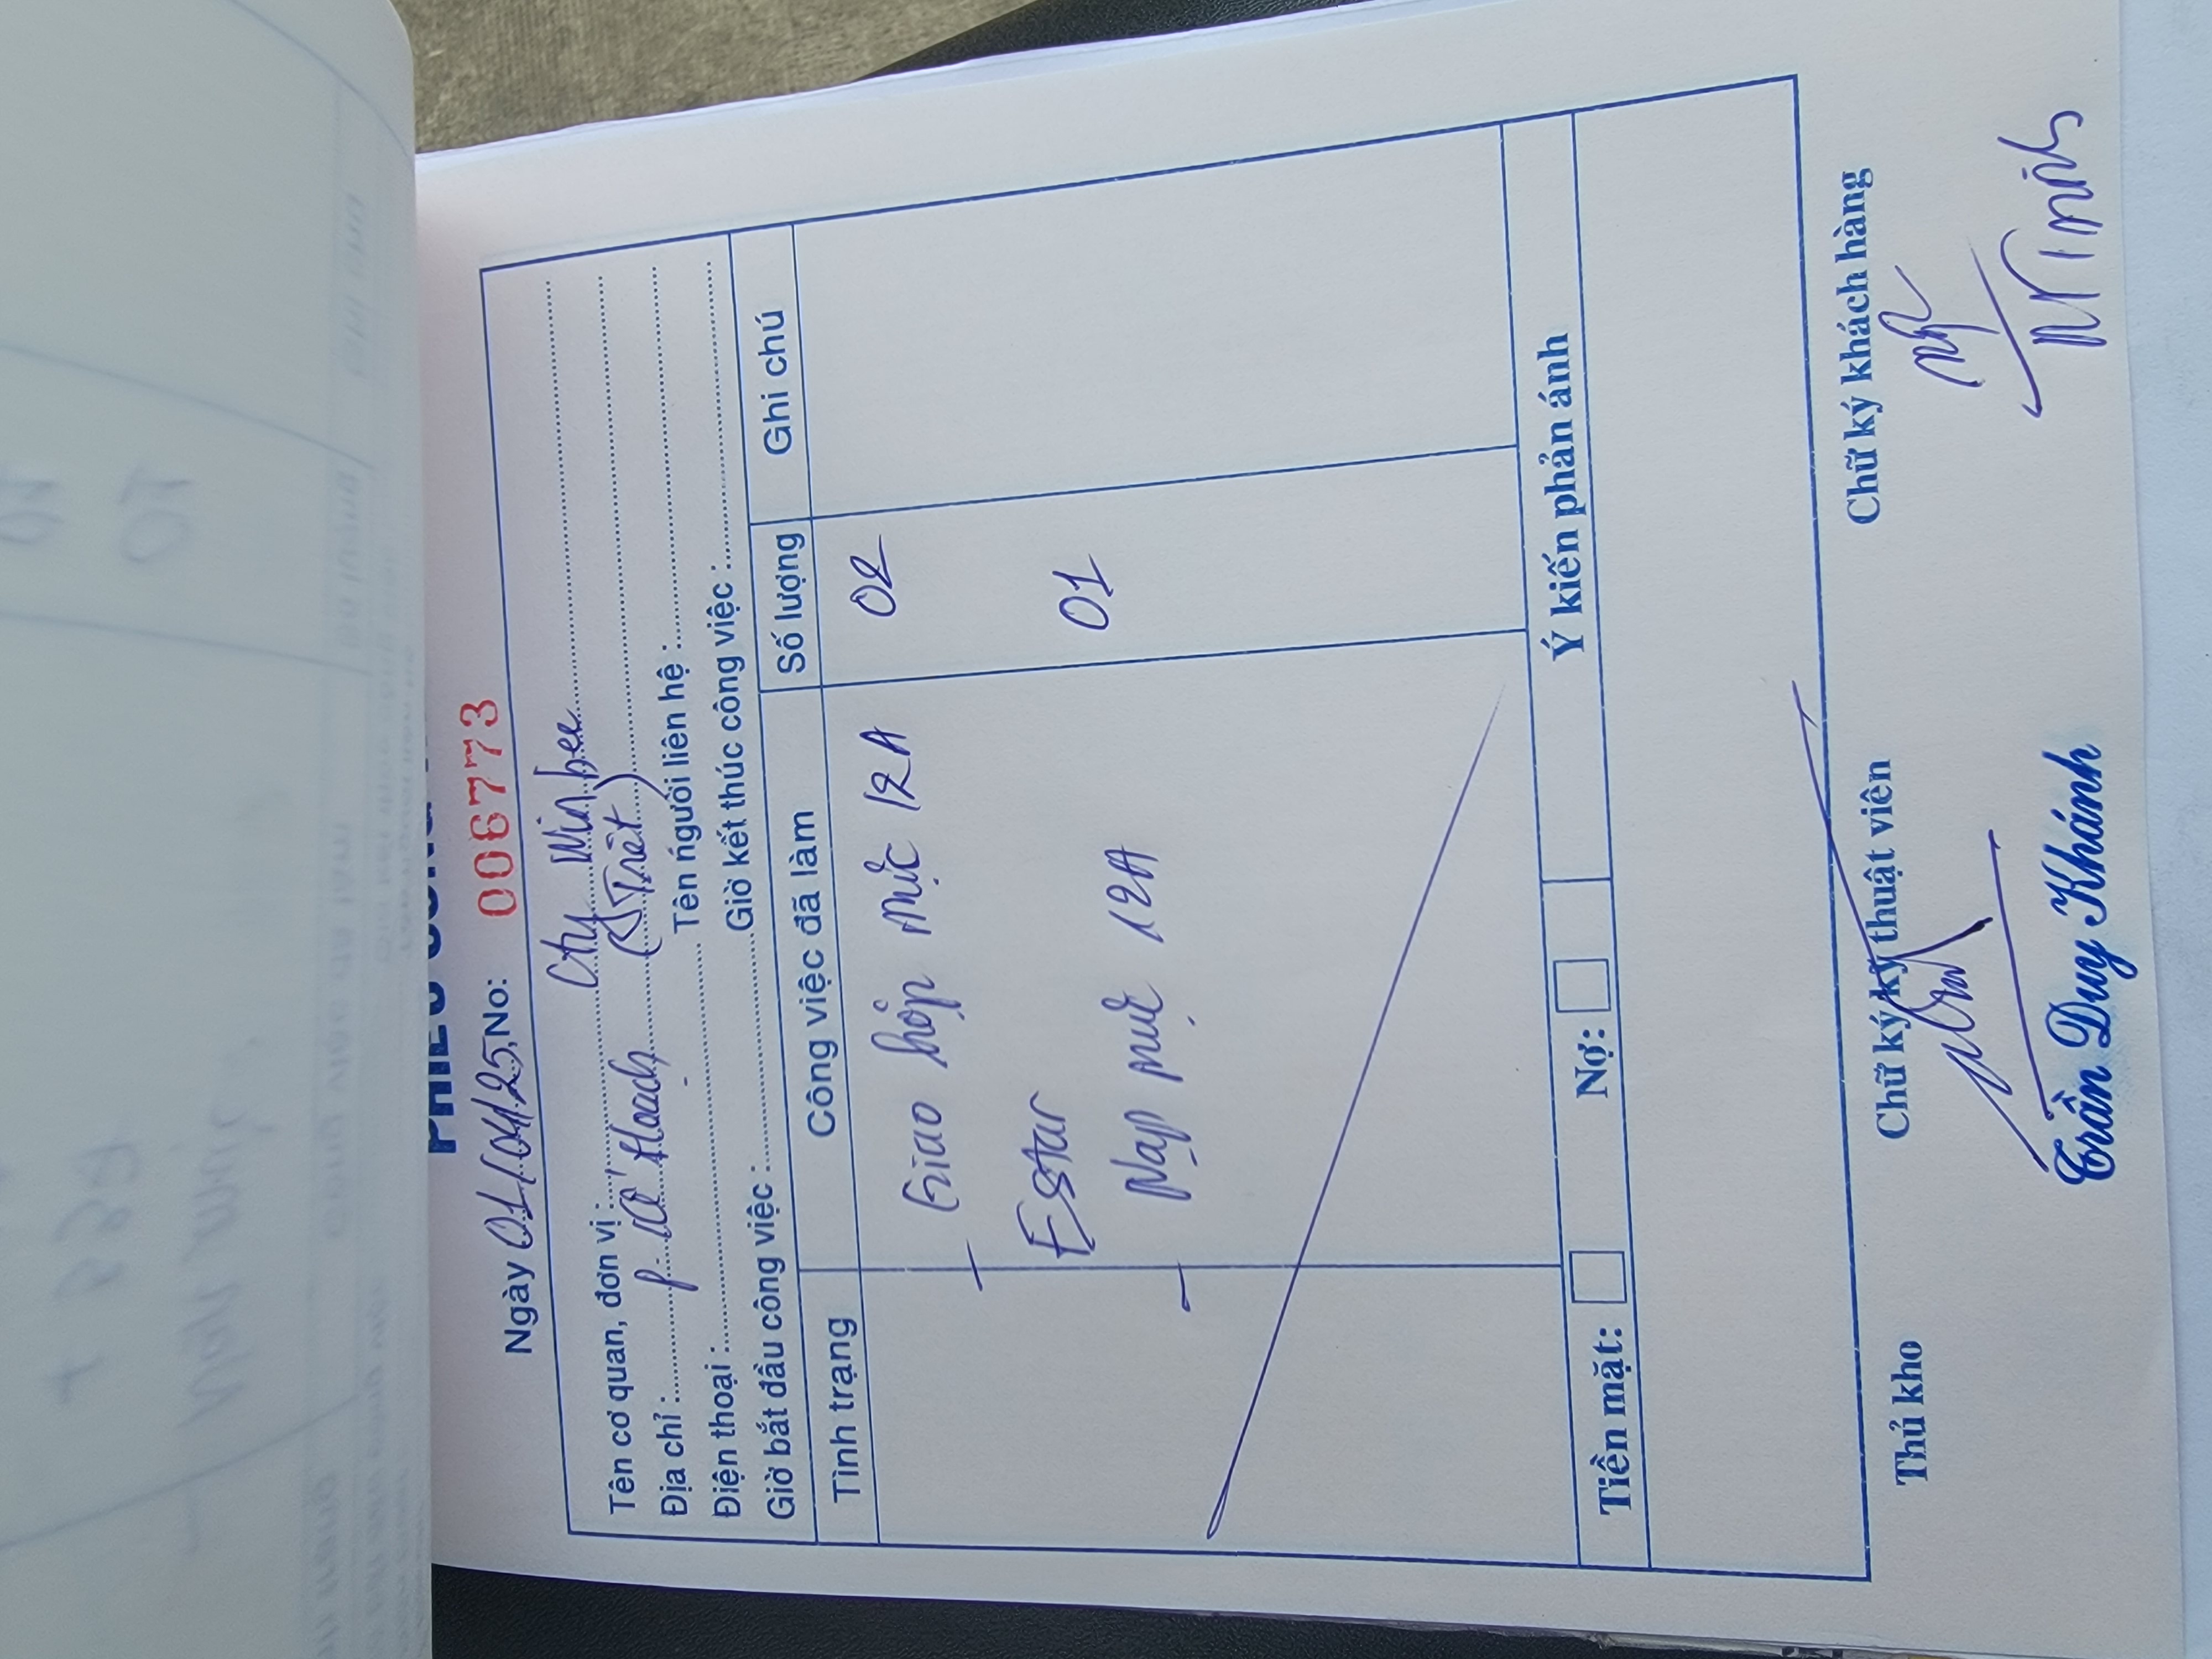 Ngày 01/04/25, No: 006773
Tên cơ quan, đơn vị : Cty Winbee
Địa chỉ : P. Kế Hoạch (Trệt)
Điện thoại : Tên người liên hệ :
Giờ bắt đầu công việc : Giờ kết thúc công việc :
Tình trạng Công việc đã làm Số lượng Ghi chú
- Giao hộp mực 12A 02
Estar
- Nạp mực 12A 01
Tiền mặt: Nợ: Ý kiến phản ánh
Thủ kho Chữ ký kỹ thuật viên Chữ ký khách hàng
Trần Duy Khánh